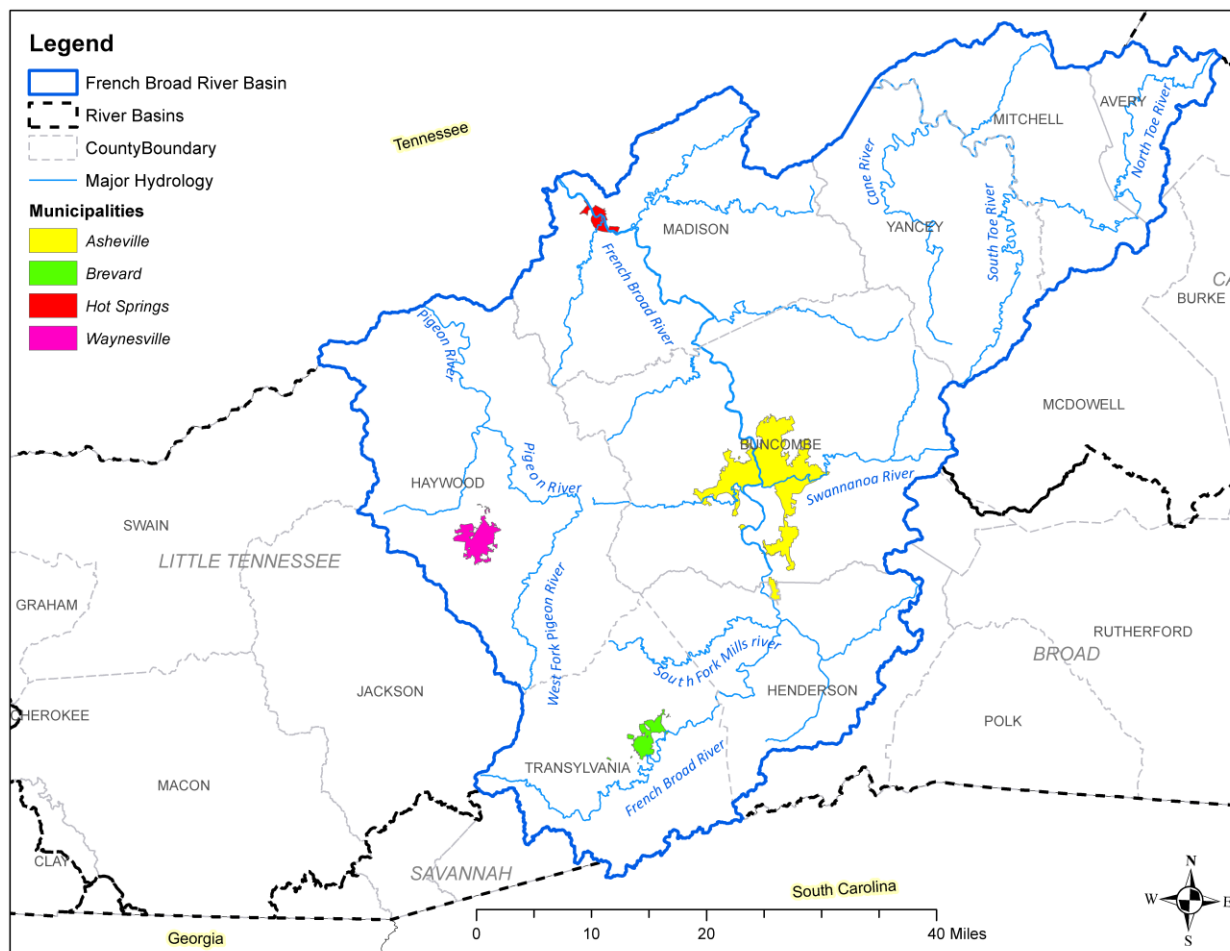 Legend
French Broad River Basin
River Basins
CountyBoundary
Major Hydrology
Municipalities
Asheville
Brevard
Hot Springs
Waynesville
Tennessee
AVERY
MITCHELL
North Toe River
Cane River
YANCEY
South Toe River
MADISON
French Broad River
CA
BURKE
Pigeon River
MCDOWELL
BUNCOMBE
Pigeon River
HAYWOOD
Swannanoa River
SWAIN
LITTLE TENNESSEE
GRAHAM
West Fork Pigeon River
RUTHERFORD
BROAD
South Fork Mills river
JACKSON
HENDERSON
CHEROKEE
POLK
TRANSYLVANIA
French Broad River
MACON
CLAY
SAVANNAH
South Carolina
Georgia
0 10 20 40 Miles
N
W E
S